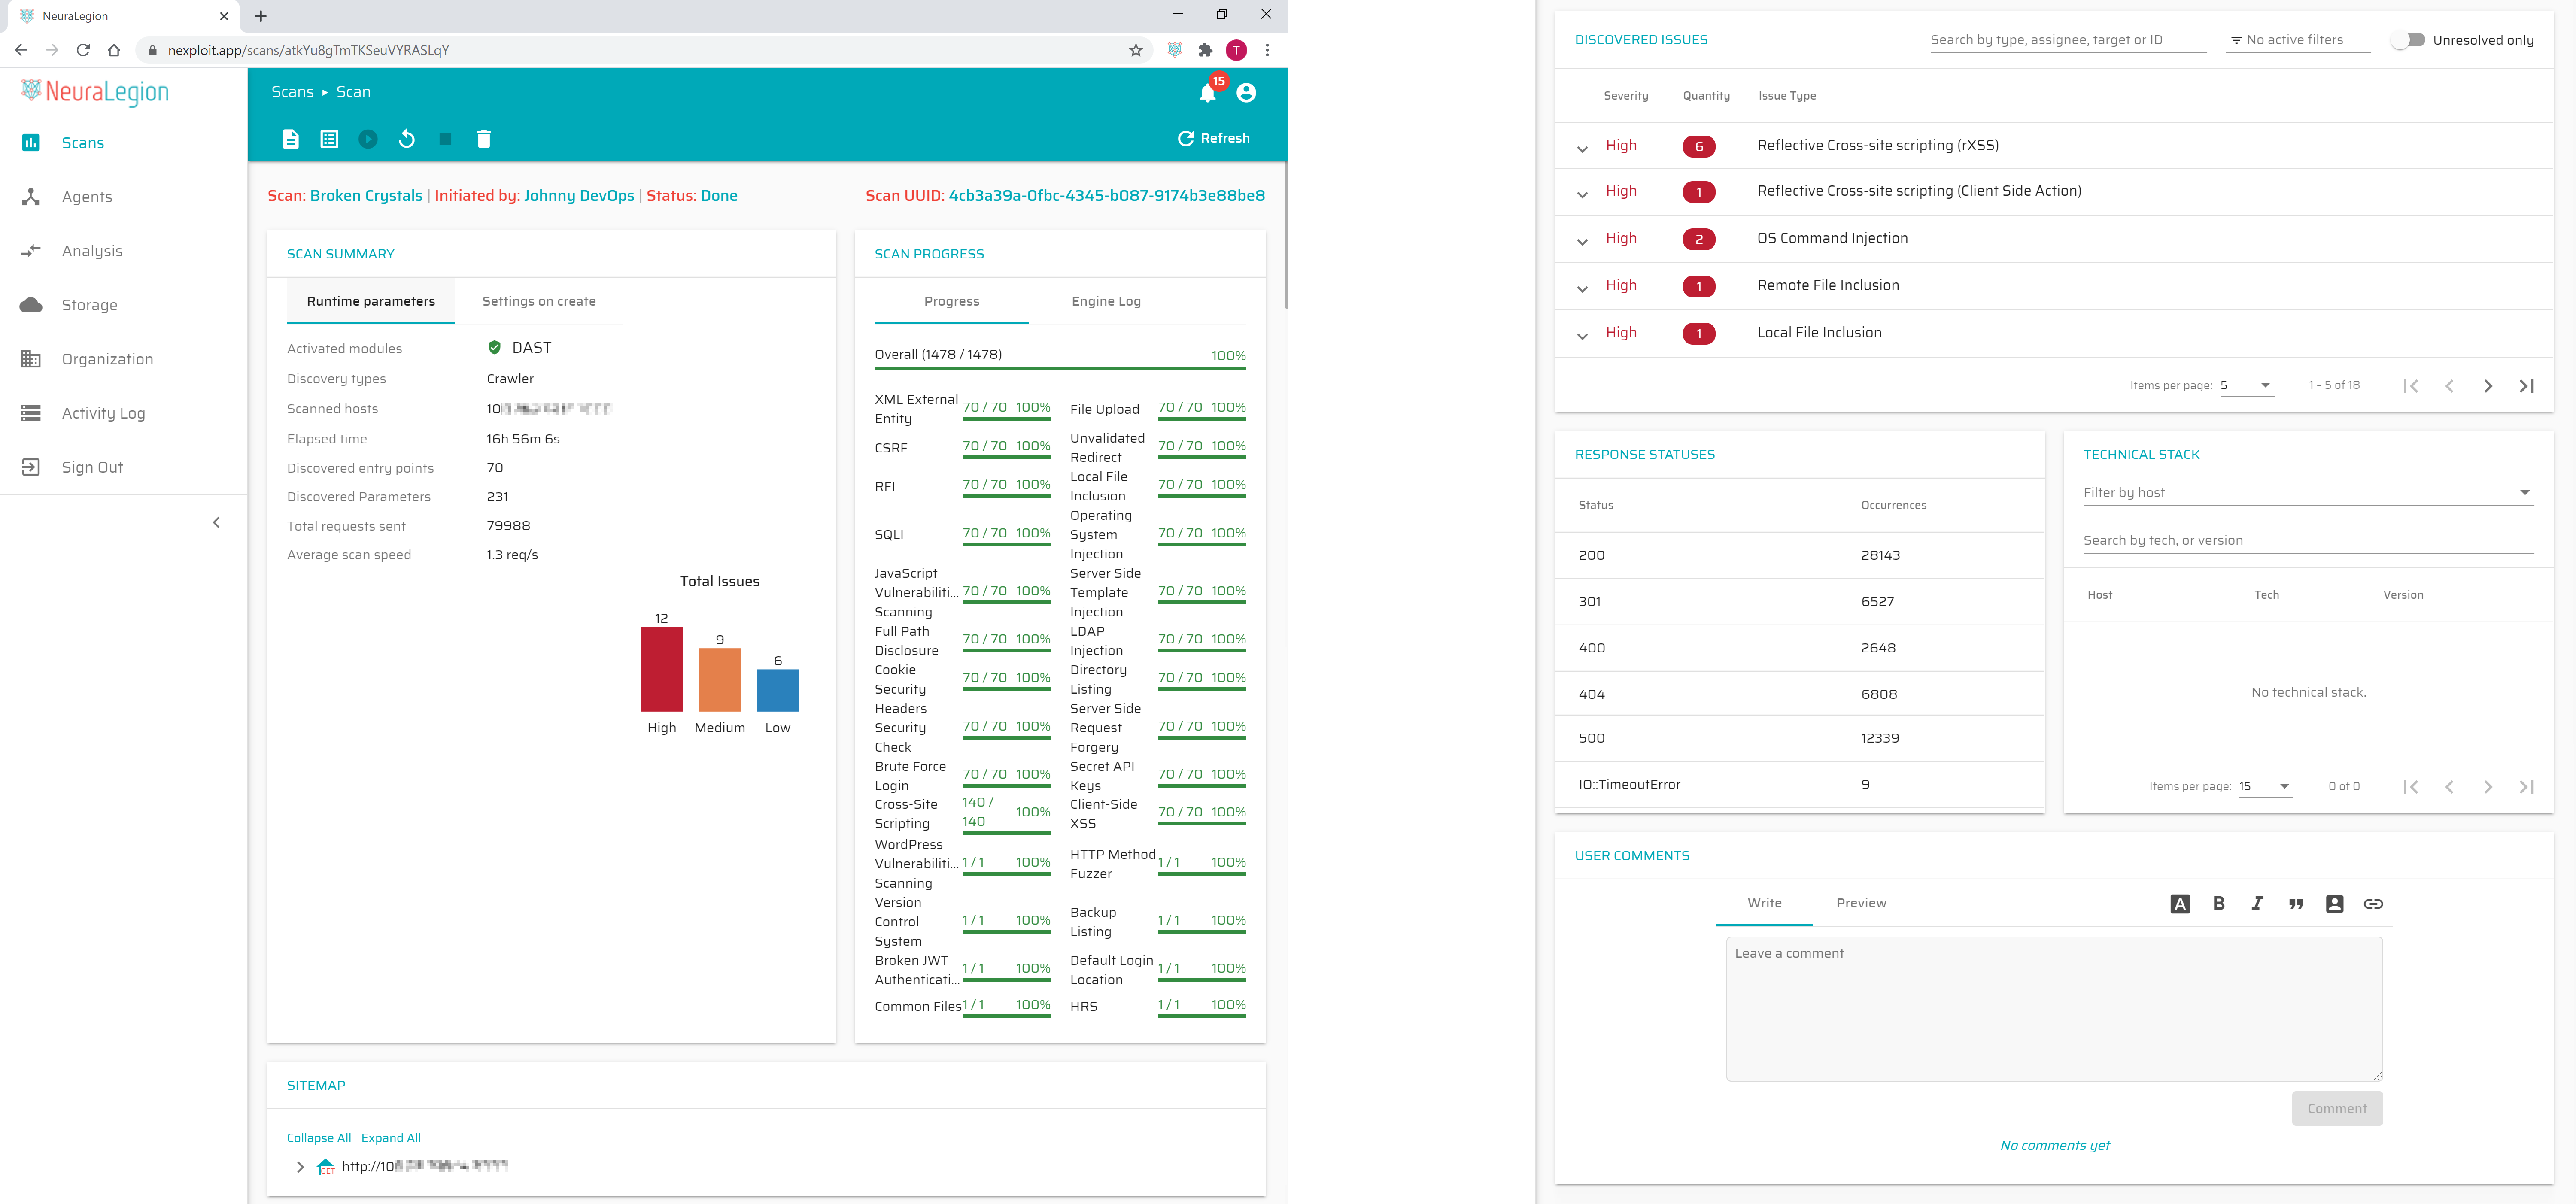 NeuraLegion
nexploit.app/scans/atkYu8gTmTKSeuVYRASLqY
T
NeuraLegion
Scans ▸ Scan
15
Refresh
Scans
Agents
Analysis
Storage
Organization
Activity Log
Sign Out
Scan: Broken Crystals | Initiated by: Johnny DevOps | Status: Done
Scan UUID: 4cb3a39a-0fbc-4345-b087-9174b3e88be8
SCAN SUMMARY
Runtime parameters Settings on create
Activated modules DAST
Discovery types Crawler
Scanned hosts 10
Elapsed time 16h 56m 6s
Discovered entry points 70
Discovered Parameters 231
Total requests sent 79988
Average scan speed 1.3 req/s
Total Issues
12
9
6
High Medium Low
SCAN PROGRESS
Progress Engine Log
Overall (1478 / 1478) 100%
XML External
Entity
70 / 70 100%
File Upload 70 / 70 100%
CSRF 70 / 70 100%
Unvalidated
Redirect
70 / 70 100%
RFI 70 / 70 100%
Local File
Inclusion
70 / 70 100%
SQLI 70 / 70 100%
Operating
System
Injection
70 / 70 100%
JavaScript
Vulnerabiliti...
Scanning
70 / 70 100%
Server Side
Template
Injection
70 / 70 100%
Full Path
Disclosure
70 / 70 100%
LDAP
Injection
70 / 70 100%
Cookie
Security
70 / 70 100%
Directory
Listing
70 / 70 100%
Headers
Security
Check
70 / 70 100%
Server Side
Request
Forgery
70 / 70 100%
Brute Force
Login
70 / 70 100%
Secret API
Keys
70 / 70 100%
Cross-Site
Scripting
140 /
140
100%
Client-Side
XSS
70 / 70 100%
WordPress
Vulnerabiliti...
Scanning
1 / 1 100%
HTTP Method
Fuzzer
1 / 1 100%
Version
Control
System
1 / 1 100%
Backup
Listing
1 / 1 100%
Broken JWT
Authenticati...
1 / 1 100%
Default Login
Location
1 / 1 100%
Common Files 1 / 1 100%
HRS 1 / 1 100%
SITEMAP
Collapse All Expand All
GET http://10
DISCOVERED ISSUES
Search by type, assignee, target or ID
No active filters
Unresolved only
Severity Quantity Issue Type
High 6 Reflective Cross-site scripting (rXSS)
High 1 Reflective Cross-site scripting (Client Side Action)
High 2 OS Command Injection
High 1 Remote File Inclusion
High 1 Local File Inclusion
Items per page: 5 1 – 5 of 18
RESPONSE STATUSES
Status Occurrences
200 28143
301 6527
400 2648
404 6808
500 12339
IO::TimeoutError 9
TECHNICAL STACK
Filter by host
Search by tech, or version
Host Tech Version
No technical stack.
Items per page: 15 0 of 0
USER COMMENTS
Write Preview
A B I
Leave a comment
Comment
No comments yet